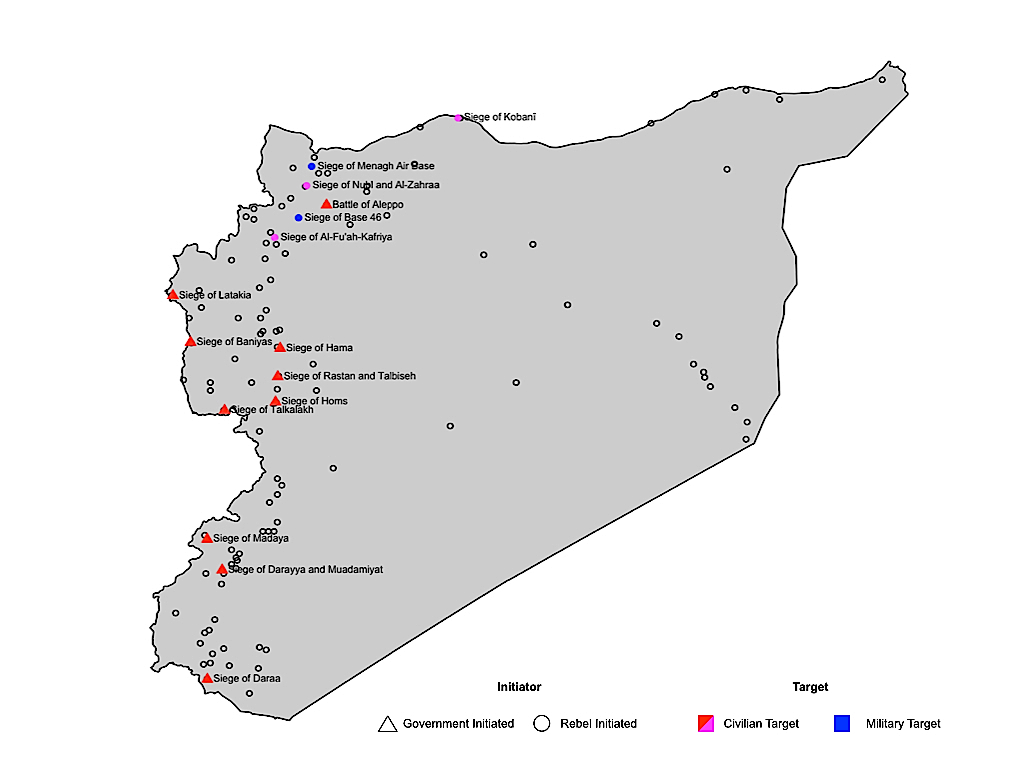 Siege of Kobanî
Siege of Menagh Air Base
Siege of Nubl and Al-Zahraa
Battle of Aleppo
Siege of Base 46
Siege of Al-Fu'ah-Kafriya
Siege of Latakia
Siege of Baniyas
Siege of Hama
Siege of Rastan and Talbiseh
Siege of Homs
Siege of Talkalakh
Siege of Madaya
Siege of Darayya and Muadamiyat
Siege of Daraa
Initiator Target
Government Initiated Rebel Initiated Civilian Target Military Target